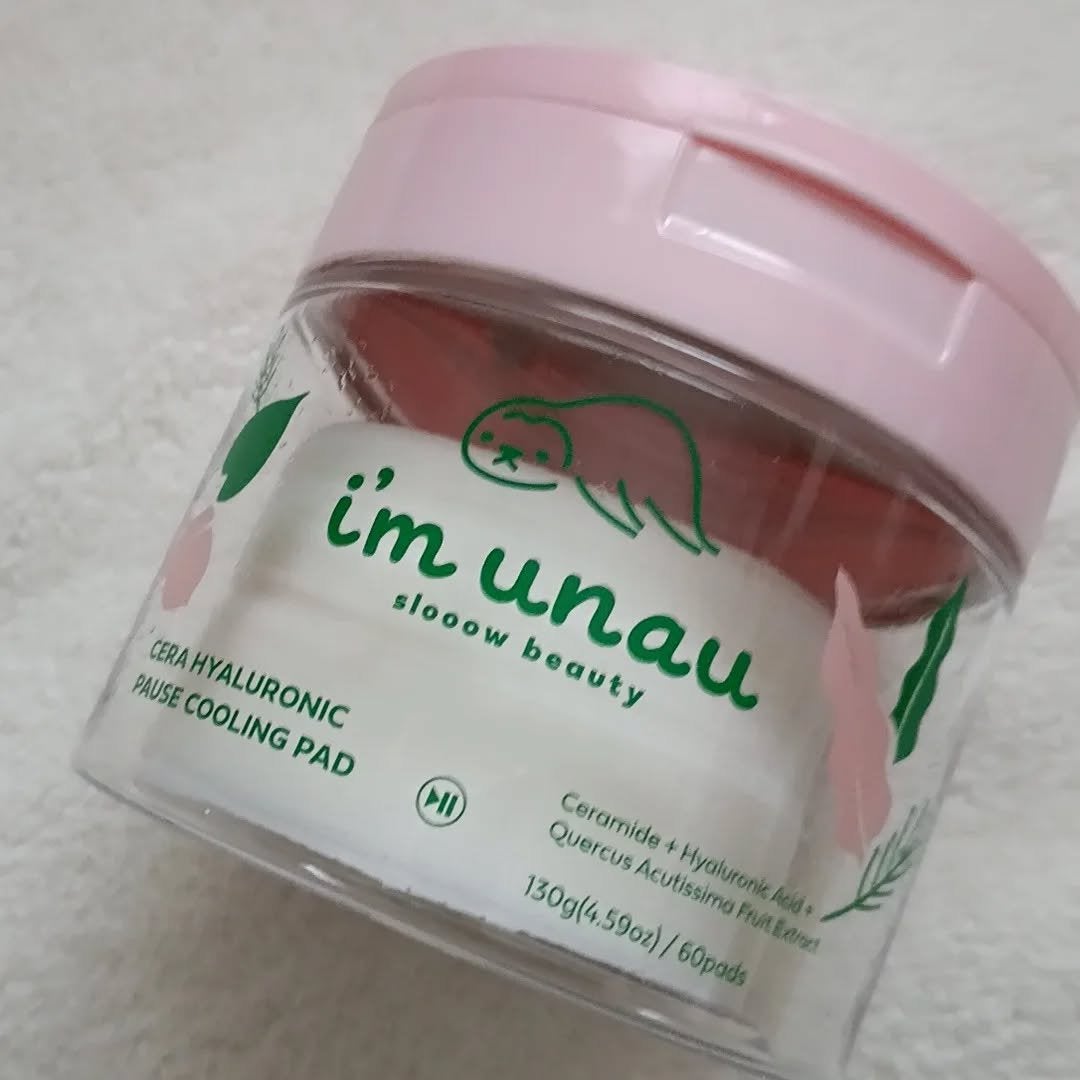 i'm unau
slooow beauty
CERA HYALURONIC
PAUSE COOLING PAD
Ceramide + Hyaluronic Acid +
Quercus Acutissima Fruit Extract
130g(4.59oz) / 60pads